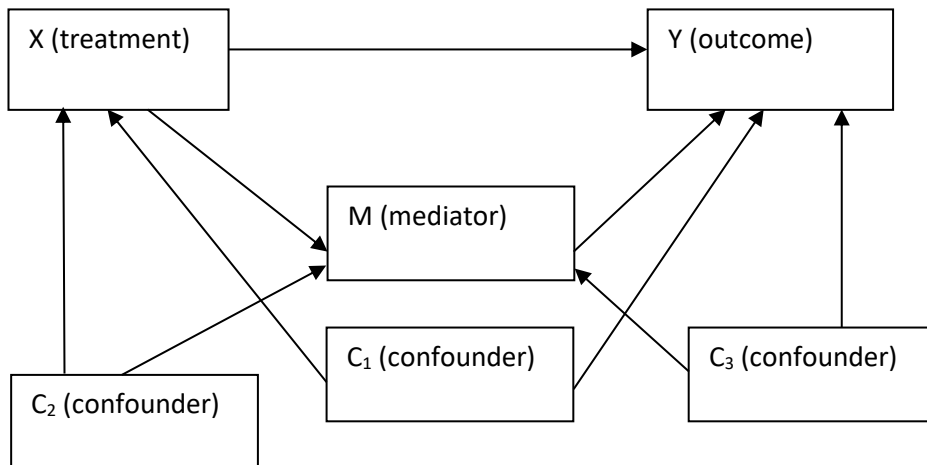 X (treatment)
Y (outcome)
M (mediator)
C₁ (confounder)
C₃ (confounder)
C₂ (confounder)